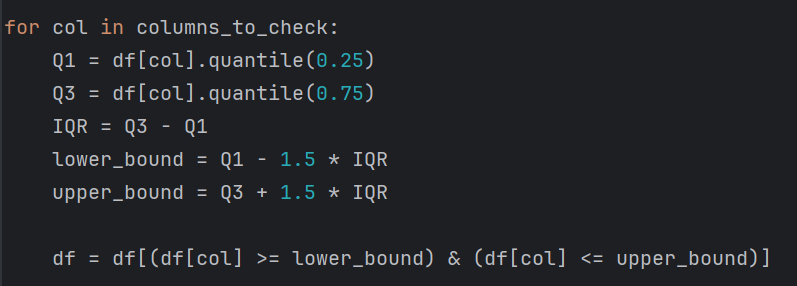 for col in columns_to_check:
    Q1 = df[col].quantile(0.25)
    Q3 = df[col].quantile(0.75)
    IQR = Q3 - Q1
    lower_bound = Q1 - 1.5 * IQR
    upper_bound = Q3 + 1.5 * IQR

    df = df[(df[col] >= lower_bound) & (df[col] <= upper_bound)]